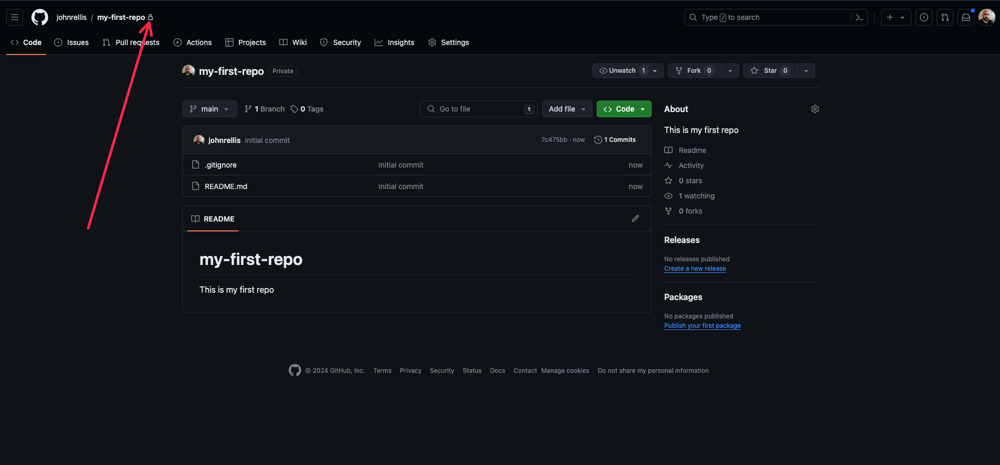 johnrellis / my-first-repo
Type / to search
Code Issues Pull requests Actions Projects Wiki Security Insights Settings
my-first-repo Private
Unwatch 1 Fork 0 Star 0
main 1 Branch 0 Tags
Go to file t Add file Code
johnrellis Initial commit 7c475bb · now 1 Commits
.gitignore Initial commit now
README.md Initial commit now
README
my-first-repo
This is my first repo
About
This is my first repo
Readme
Activity
0 stars
1 watching
0 forks
Releases
No releases published
Create a new release
Packages
No packages published
Publish your first package
© 2024 GitHub, Inc. Terms Privacy Security Status Docs Contact Manage cookies Do not share my personal information